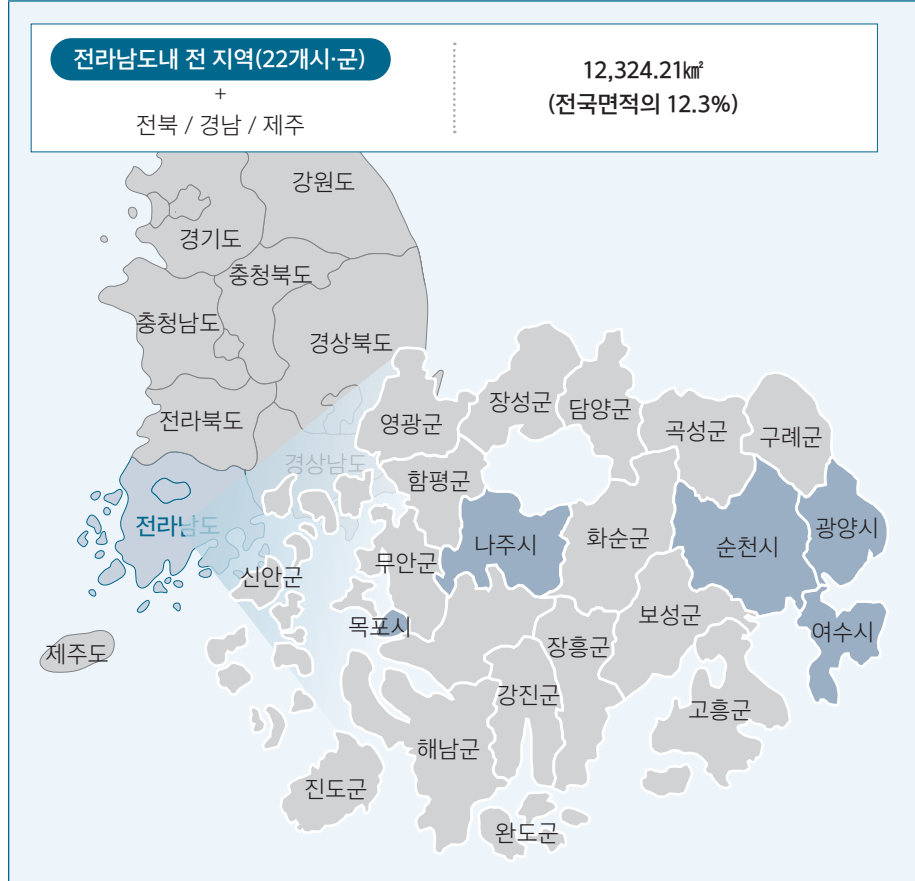 전라남도내 전 지역(22개시·군)
+
전북 / 경남 / 제주
12,324.21㎢
(전국면적의 12.3%)
강원도
경기도
충청북도
충청남도
경상북도
전라북도
경상남도
전라남도
제주도
영광군
장성군
담양군
곡성군
구례군
함평군
나주시
화순군
순천시
광양시
무안군
신안군
목포시
보성군
여수시
장흥군
강진군
고흥군
해남군
진도군
완도군